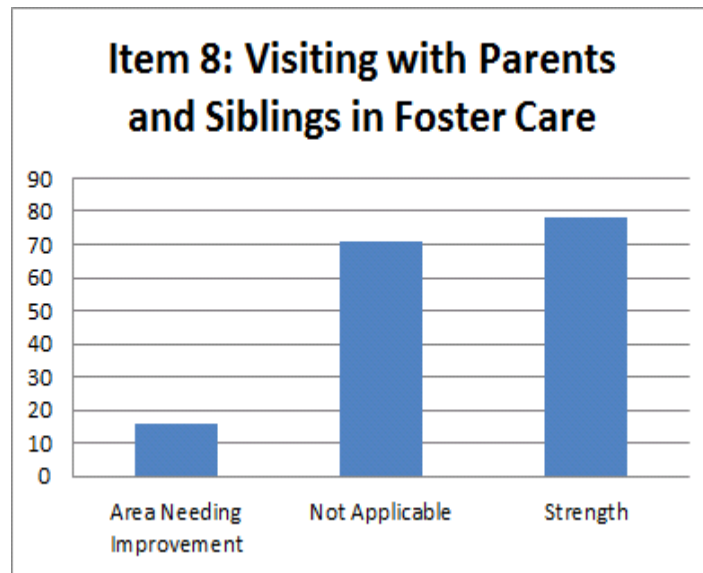 Item 8: Visiting with Parents
and Siblings in Foster Care
90
80
70
60
50
40
30
20
10
0
Area Needing
Improvement
Not Applicable
Strength